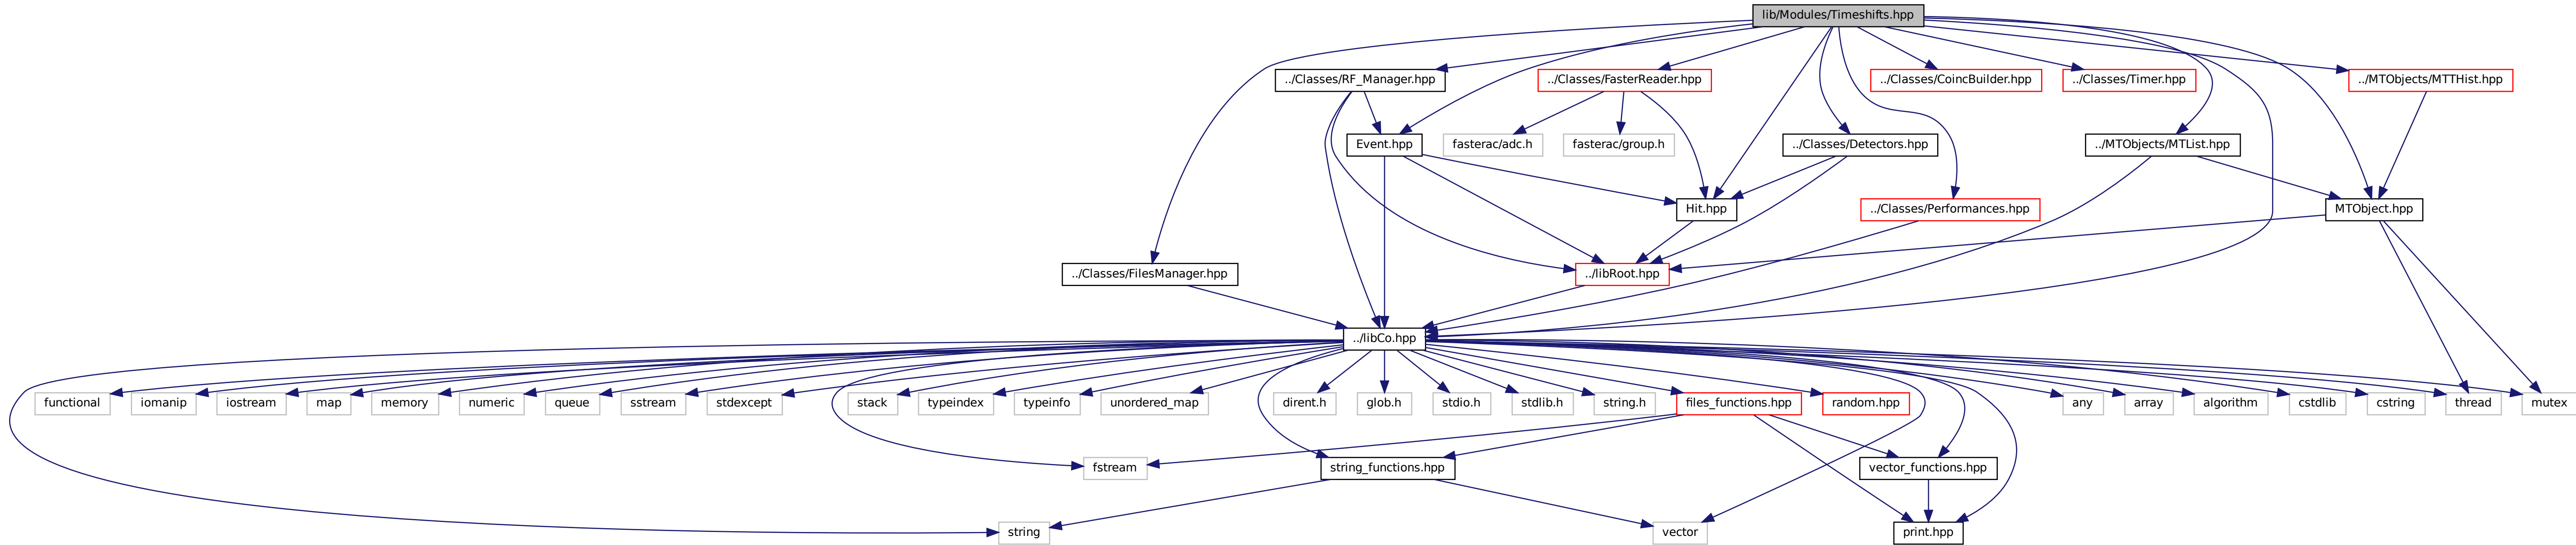 lib/Modules/Timeshifts.hpp
../Classes/RF_Manager.hpp
../Classes/FasterReader.hpp
../Classes/CoincBuilder.hpp
../Classes/Timer.hpp
../MTObjects/MTTHist.hpp
Event.hpp
fasterac/adc.h
fasterac/group.h
../Classes/Detectors.hpp
../MTObjects/MTList.hpp
Hit.hpp
../Classes/Performances.hpp
MTObject.hpp
../Classes/FilesManager.hpp
../libRoot.hpp
../libCo.hpp
functional
iomanip
iostream
map
memory
numeric
queue
sstream
stdexcept
stack
typeindex
typeinfo
unordered_map
dirent.h
glob.h
stdio.h
stdlib.h
string.h
files_functions.hpp
random.hpp
any
array
algorithm
cstdlib
cstring
thread
mutex
fstream
string_functions.hpp
vector_functions.hpp
string
vector
print.hpp